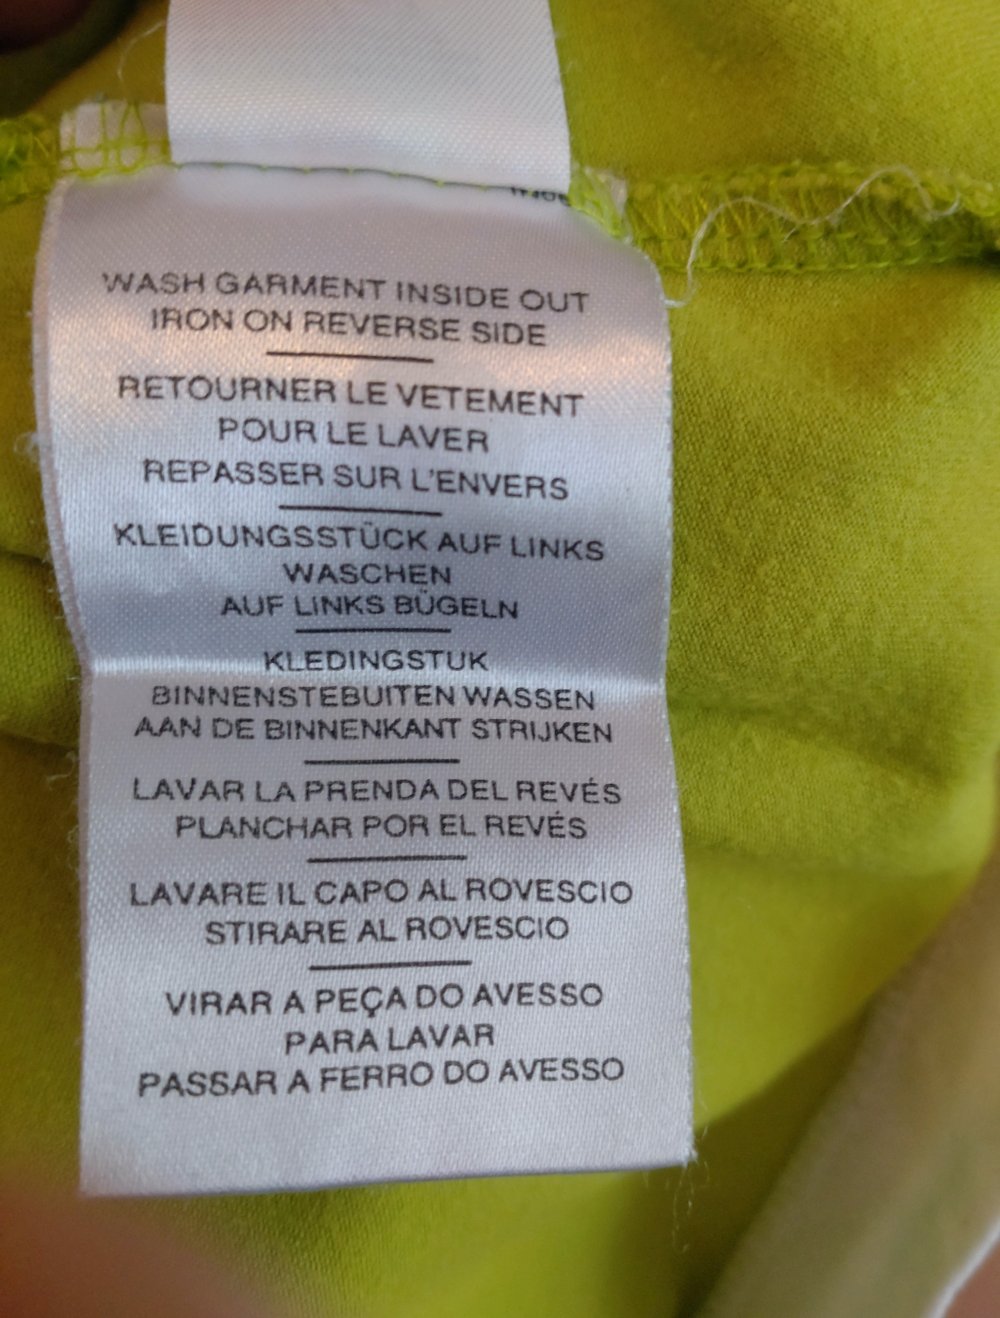 WASH GARMENT INSIDE OUT
IRON ON REVERSE SIDE
RETOURNER LE VETEMENT
POUR LE LAVER
REPASSER SUR L'ENVERS
KLEIDUNGSSTÜCK AUF LINKS
WASCHEN
AUF LINKS BÜGELN
KLEDINGSTUK
BINNENSTEBUITEN WASSEN
AAN DE BINNENKANT STRIJKEN
LAVAR LA PRENDA DEL REVÉS
PLANCHAR POR EL REVÉS
LAVARE IL CAPO AL ROVESCIO
STIRARE AL ROVESCIO
VIRAR A PEÇA DO AVESSO
PARA LAVAR
PASSAR A FERRO DO AVESSO